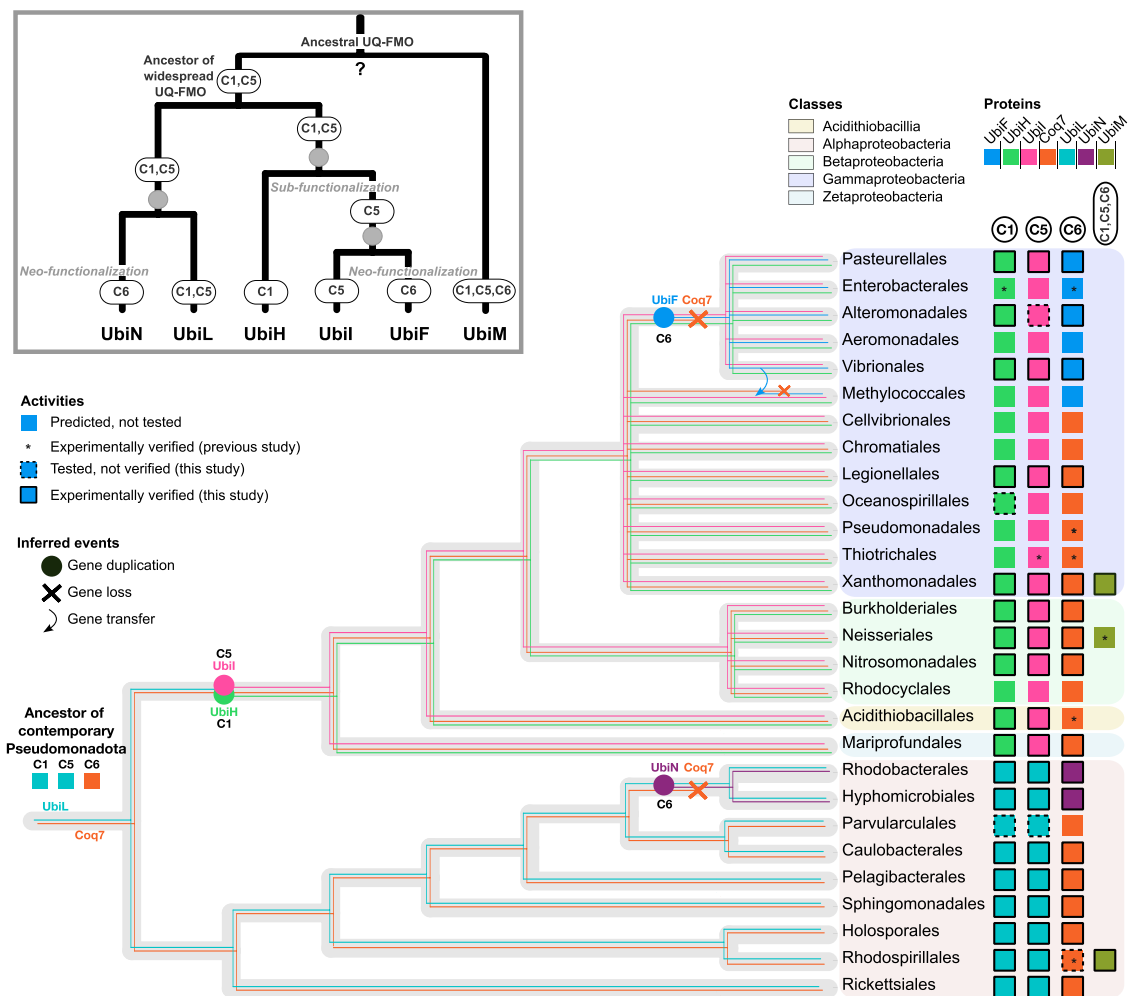 Ancestral UQ-FMO
?
Ancestor of
widespread
UQ-FMO
C1,C5
C1,C5
C1,C5
Sub-functionalization
C5
Neo-functionalization
Neo-functionalization
C6
C1,C5
C1
C5
C6
C1,C5,C6
UbiN
UbiL
UbiH
UbiI
UbiF
UbiM
Classes
Acidithiobacillia
Alphaproteobacteria
Betaproteobacteria
Gammaproteobacteria
Zetaproteobacteria
Proteins
UbiF
UbiH
UbiI
Coq7
UbiL
UbiN
UbiM
C1
C5
C6
C1,C5,C6
Activities
Predicted, not tested
* Experimentally verified (previous study)
Tested, not verified (this study)
Experimentally verified (this study)
Inferred events
Gene duplication
Gene loss
Gene transfer
Ancestor of
contemporary
Pseudomonadota
C1 C5 C6
UbiL
Coq7
C5
UbiI
UbiH
C1
UbiF Coq7
C6
UbiN Coq7
C6
Pasteurellales
Enterobacterales * *
Alteromonadales
Aeromonadales
Vibrionales
Methylococcales
Cellvibrionales
Chromatiales
Legionellales
Oceanospirillales
Pseudomonadales *
Thiotrichales * *
Xanthomonadales
Burkholderiales
Neisseriales *
Nitrosomonadales
Rhodocyclales
Acidithiobacillales *
Mariprofundales
Rhodobacterales
Hyphomicrobiales
Parvularculales
Caulobacterales
Pelagibacterales
Sphingomonadales
Holosporales
Rhodospirillales *
Rickettsiales